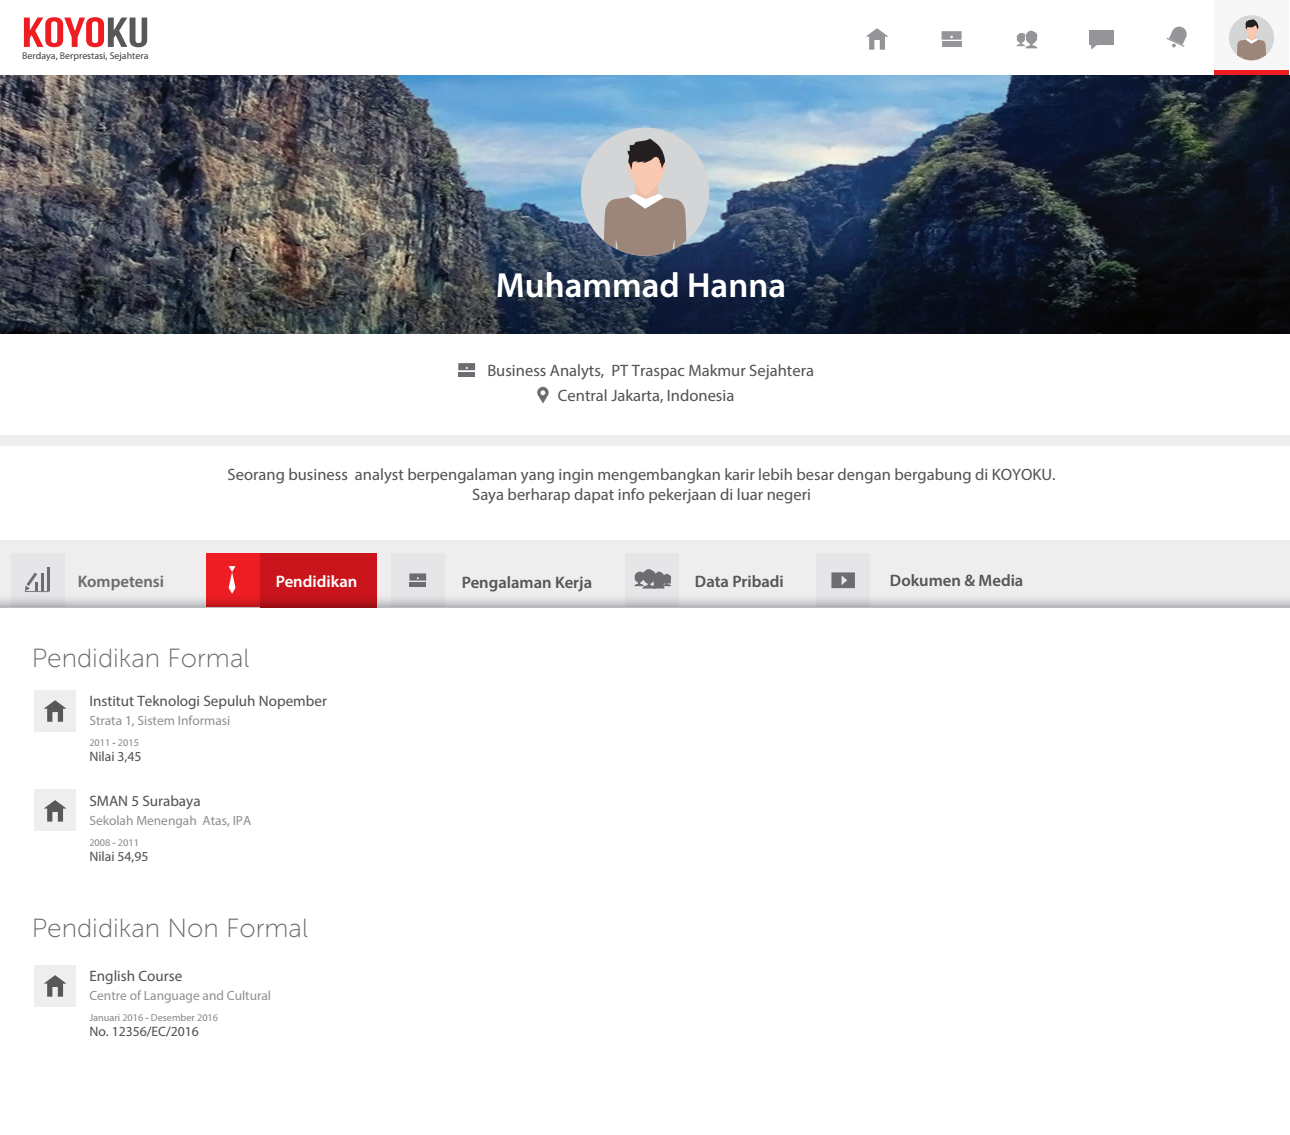 KOYOKU
Berdaya, Berprestasi, Sejahtera
Muhammad Hanna
Business Analyts, PT Traspac Makmur Sejahtera
Central Jakarta, Indonesia
Seorang business analyst berpengalaman yang ingin mengembangkan karir lebih besar dengan bergabung di KOYOKU.
Saya berharap dapat info pekerjaan di luar negeri
Kompetensi
Pendidikan
Pengalaman Kerja
Data Pribadi
Dokumen & Media
Pendidikan Formal
Institut Teknologi Sepuluh Nopember
Strata 1, Sistem Informasi
2011 - 2015
Nilai 3,45
SMAN 5 Surabaya
Sekolah Menengah Atas, IPA
2008 - 2011
Nilai 54,95
Pendidikan Non Formal
English Course
Centre of Language and Cultural
Januari 2016 - Desember 2016
No. 12356/EC/2016